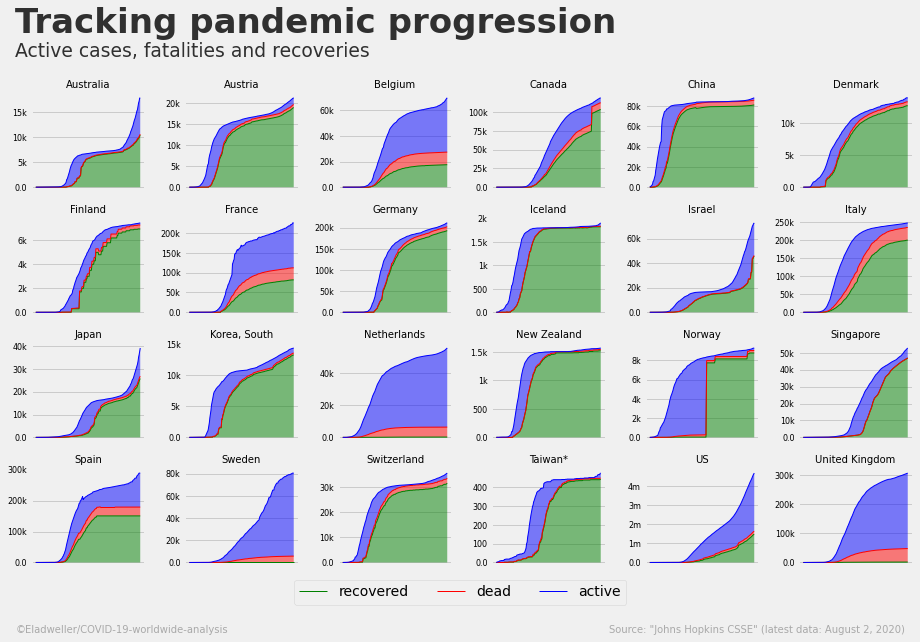 Tracking pandemic progression
Active cases, fatalities and recoveries
Australia
15k
10k
5k
0.0
Austria
20k
15k
10k
5k
0.0
Belgium
60k
40k
20k
0.0
Canada
100k
75k
50k
25k
0.0
China
80k
60k
40k
20k
0.0
Denmark
10k
5k
0.0
Finland
6k
4k
2k
0.0
France
200k
150k
100k
50k
0.0
Germany
200k
150k
100k
50k
0.0
Iceland
2k
1.5k
1k
500
0.0
Israel
60k
40k
20k
0.0
Italy
250k
200k
150k
100k
50k
0.0
Japan
40k
30k
20k
10k
0.0
Korea, South
15k
10k
5k
0.0
Netherlands
40k
20k
0.0
New Zealand
1.5k
1k
500
0.0
Norway
8k
6k
4k
2k
0.0
Singapore
50k
40k
30k
20k
10k
0.0
Spain
300k
200k
100k
0.0
Sweden
80k
60k
40k
20k
0.0
Switzerland
30k
20k
10k
0.0
Taiwan*
400
300
200
100
0.0
US
4m
3m
2m
1m
0.0
United Kingdom
300k
200k
100k
0.0
recovered dead active
©Eladweller/COVID-19-worldwide-analysis
Source: "Johns Hopkins CSSE" (latest data: August 2, 2020)